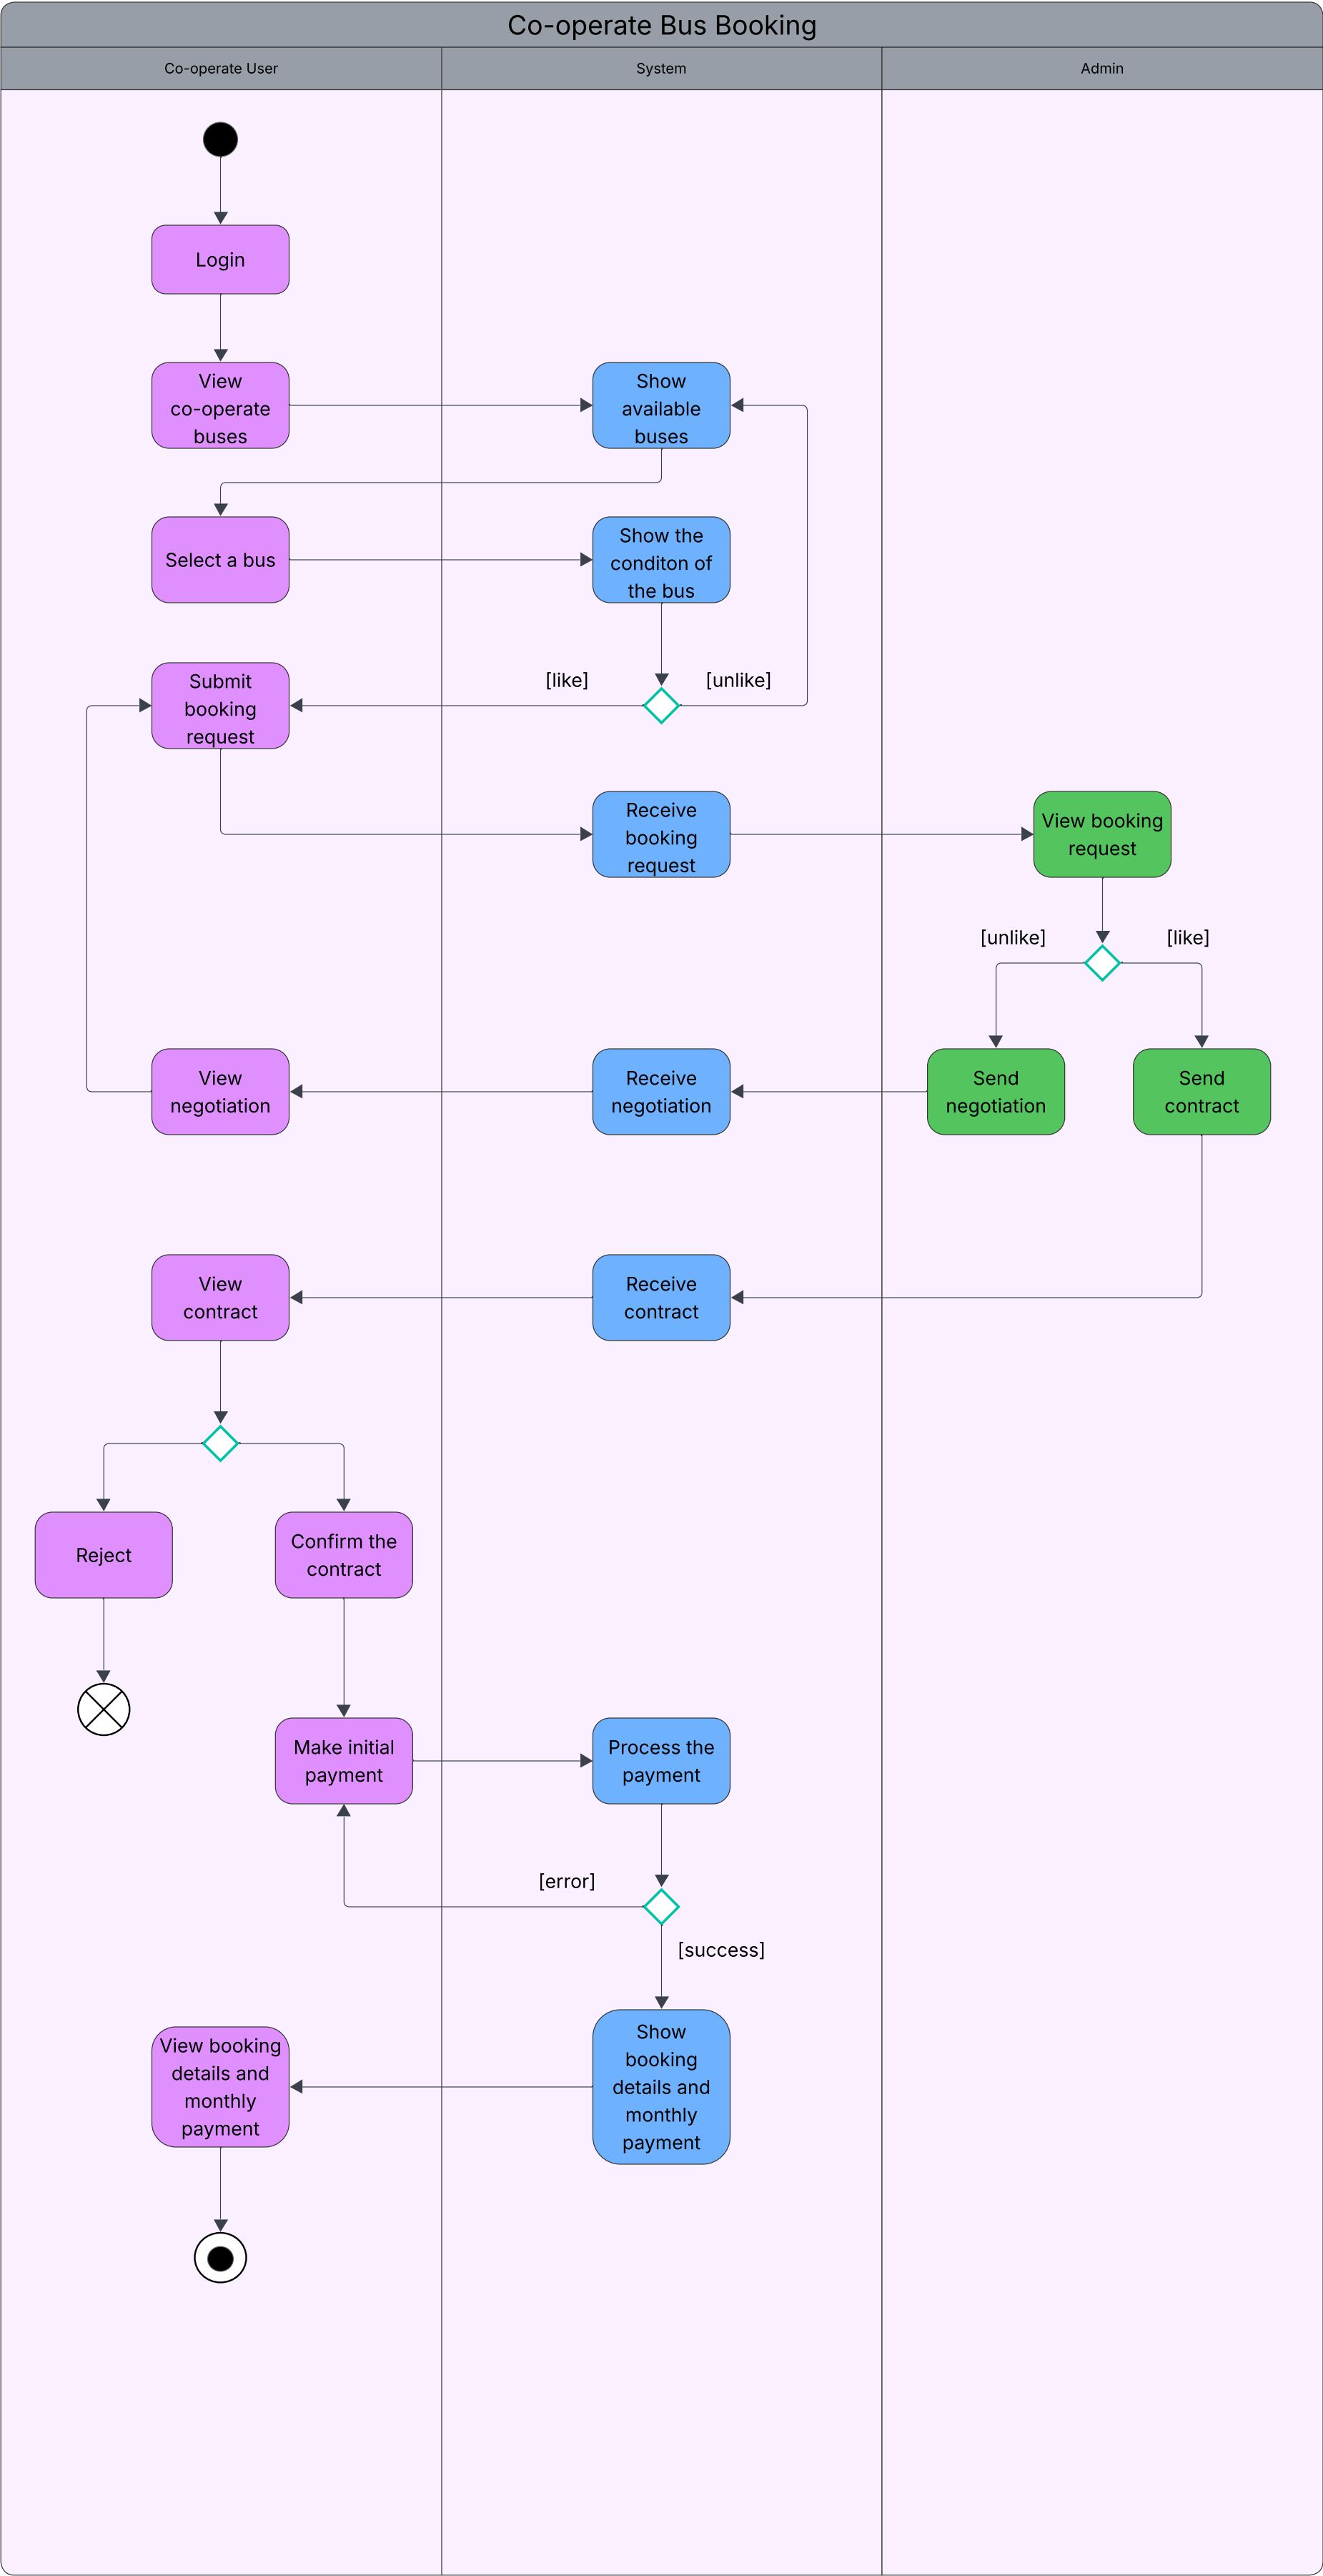 Co-operate Bus Booking
Co-operate User
System
Admin
Login
View
co-operate
buses
Show
available
buses
Select a bus
Show the
conditon of
the bus
[like]
[unlike]
Submit
booking
request
Receive
booking
request
View booking
request
[unlike]
[like]
View
negotiation
Receive
negotiation
Send
negotiation
Send
contract
View
contract
Receive
contract
Reject
Confirm the
contract
Make initial
payment
Process the
payment
[error]
[success]
View booking
details and
monthly
payment
Show
booking
details and
monthly
payment